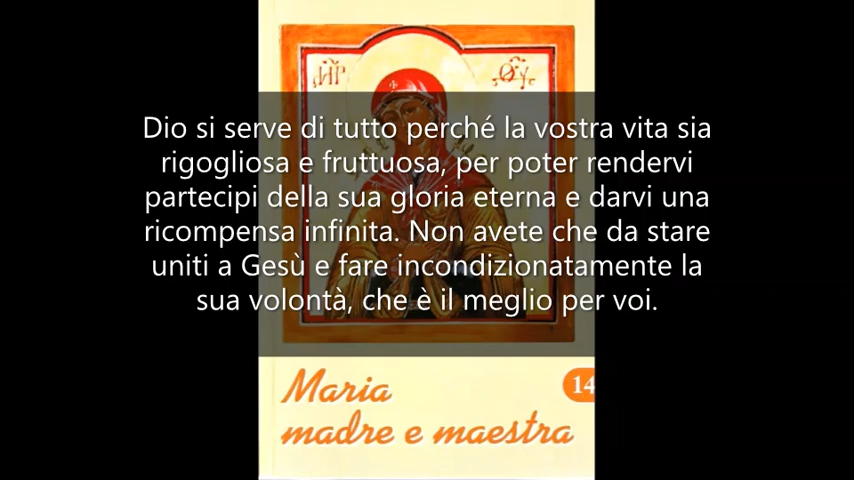 Dio si serve di tutto perché la vostra vita sia
rigogliosa e fruttuosa, per poter rendervi
partecipi della sua gloria eterna e darvi una
ricompensa infinita. Non avete che da stare
uniti a Gesù e fare incondizionatamente la
sua volontà, che è il meglio per voi.
Maria
14
madre e maestra